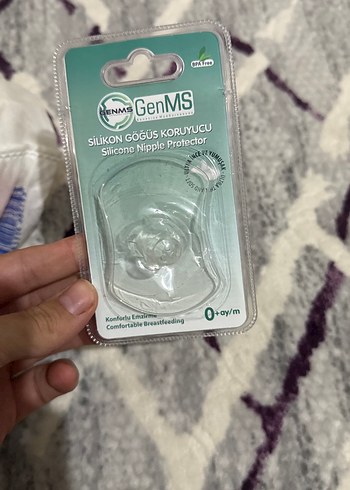 BPA Free
GENMS
GenMS
SİLİKON GÖĞÜS KORUYUCU
Silicone Nipple Protector
Konforlu Emzirme
Comfortable Breastfeeding
0+ay/m